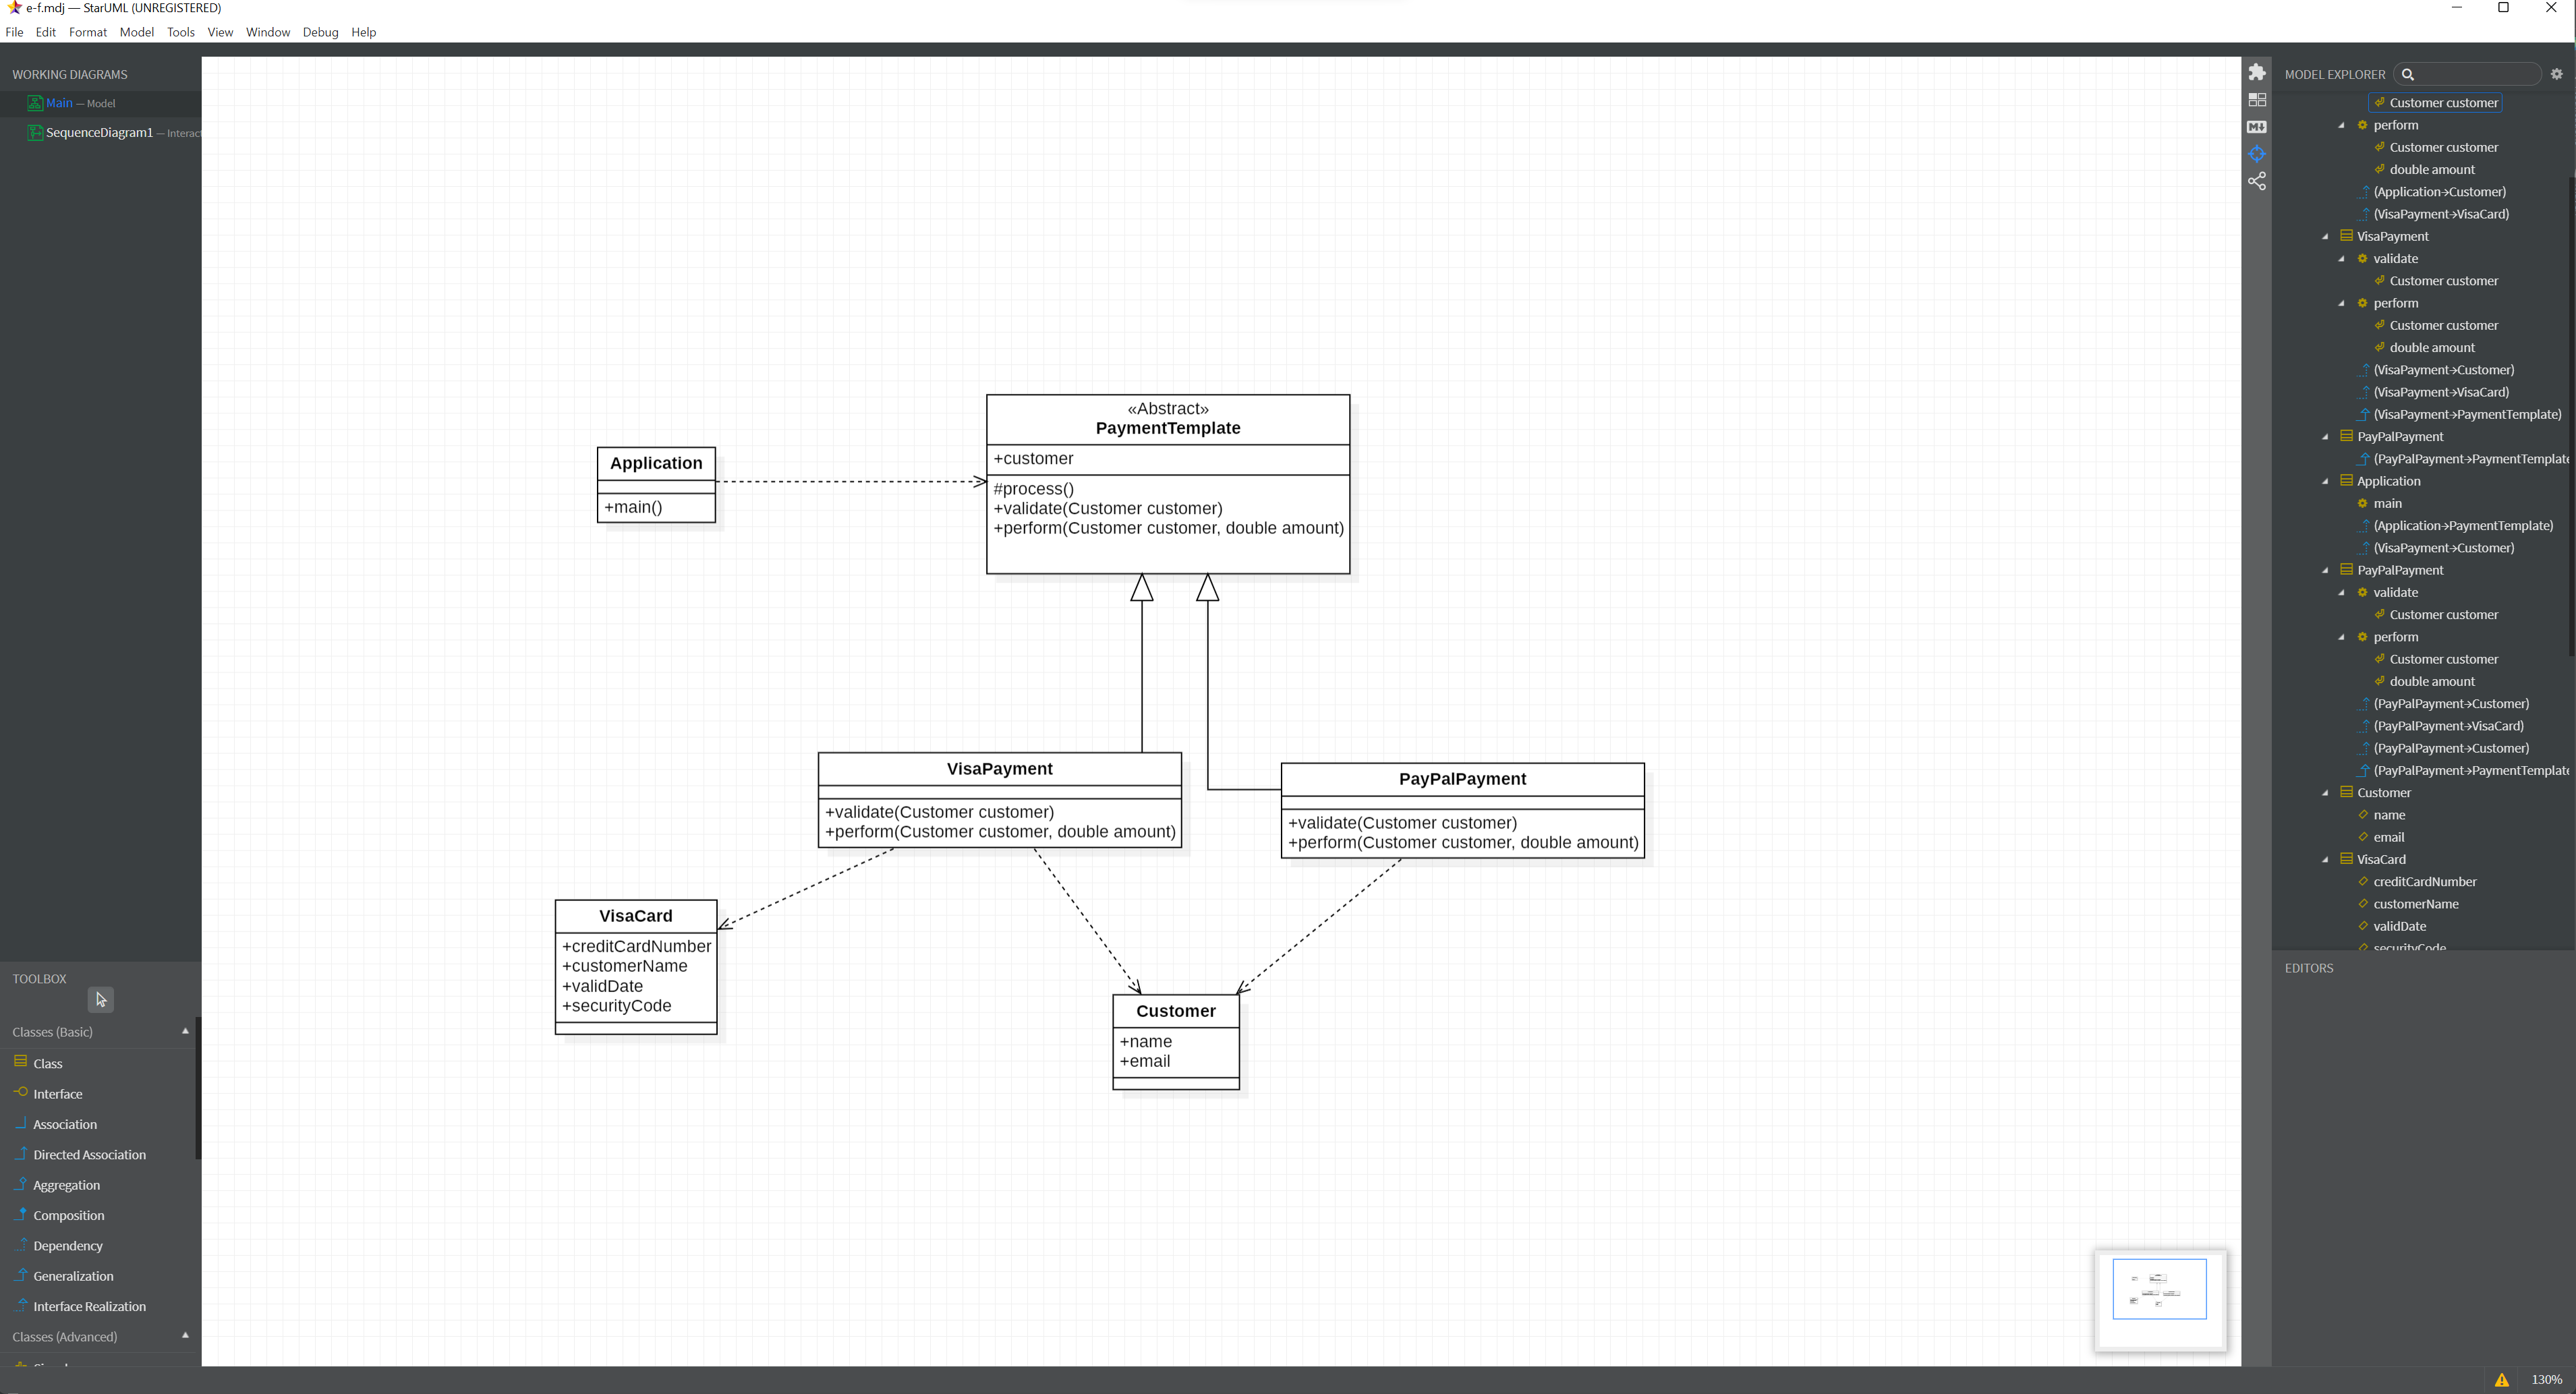 e-f.mdj — StarUML (UNREGISTERED)
File Edit Format Model Tools View Window Debug Help
WORKING DIAGRAMS
Main — Model
SequenceDiagram1 — Interact
TOOLBOX
Classes (Basic)
Class
Interface
Association
Directed Association
Aggregation
Composition
Dependency
Generalization
Interface Realization
Classes (Advanced)
Application
+main()
«Abstract»
PaymentTemplate
+customer
#process()
+validate(Customer customer)
+perform(Customer customer, double amount)
VisaPayment
+validate(Customer customer)
+perform(Customer customer, double amount)
PayPalPayment
+validate(Customer customer)
+perform(Customer customer, double amount)
VisaCard
+creditCardNumber
+customerName
+validDate
+securityCode
Customer
+name
+email
MODEL EXPLORER
Customer customer
perform
Customer customer
double amount
(Application→Customer)
(VisaPayment→VisaCard)
VisaPayment
validate
Customer customer
perform
Customer customer
double amount
(VisaPayment→Customer)
(VisaPayment→VisaCard)
(VisaPayment→PaymentTemplate)
PayPalPayment
(PayPalPayment→PaymentTemplate
Application
main
(Application→PaymentTemplate)
(VisaPayment→Customer)
PayPalPayment
validate
Customer customer
perform
Customer customer
double amount
(PayPalPayment→Customer)
(PayPalPayment→VisaCard)
(PayPalPayment→Customer)
(PayPalPayment→PaymentTemplate
Customer
name
email
VisaCard
creditCardNumber
customerName
validDate
securityCode
EDITORS
130%